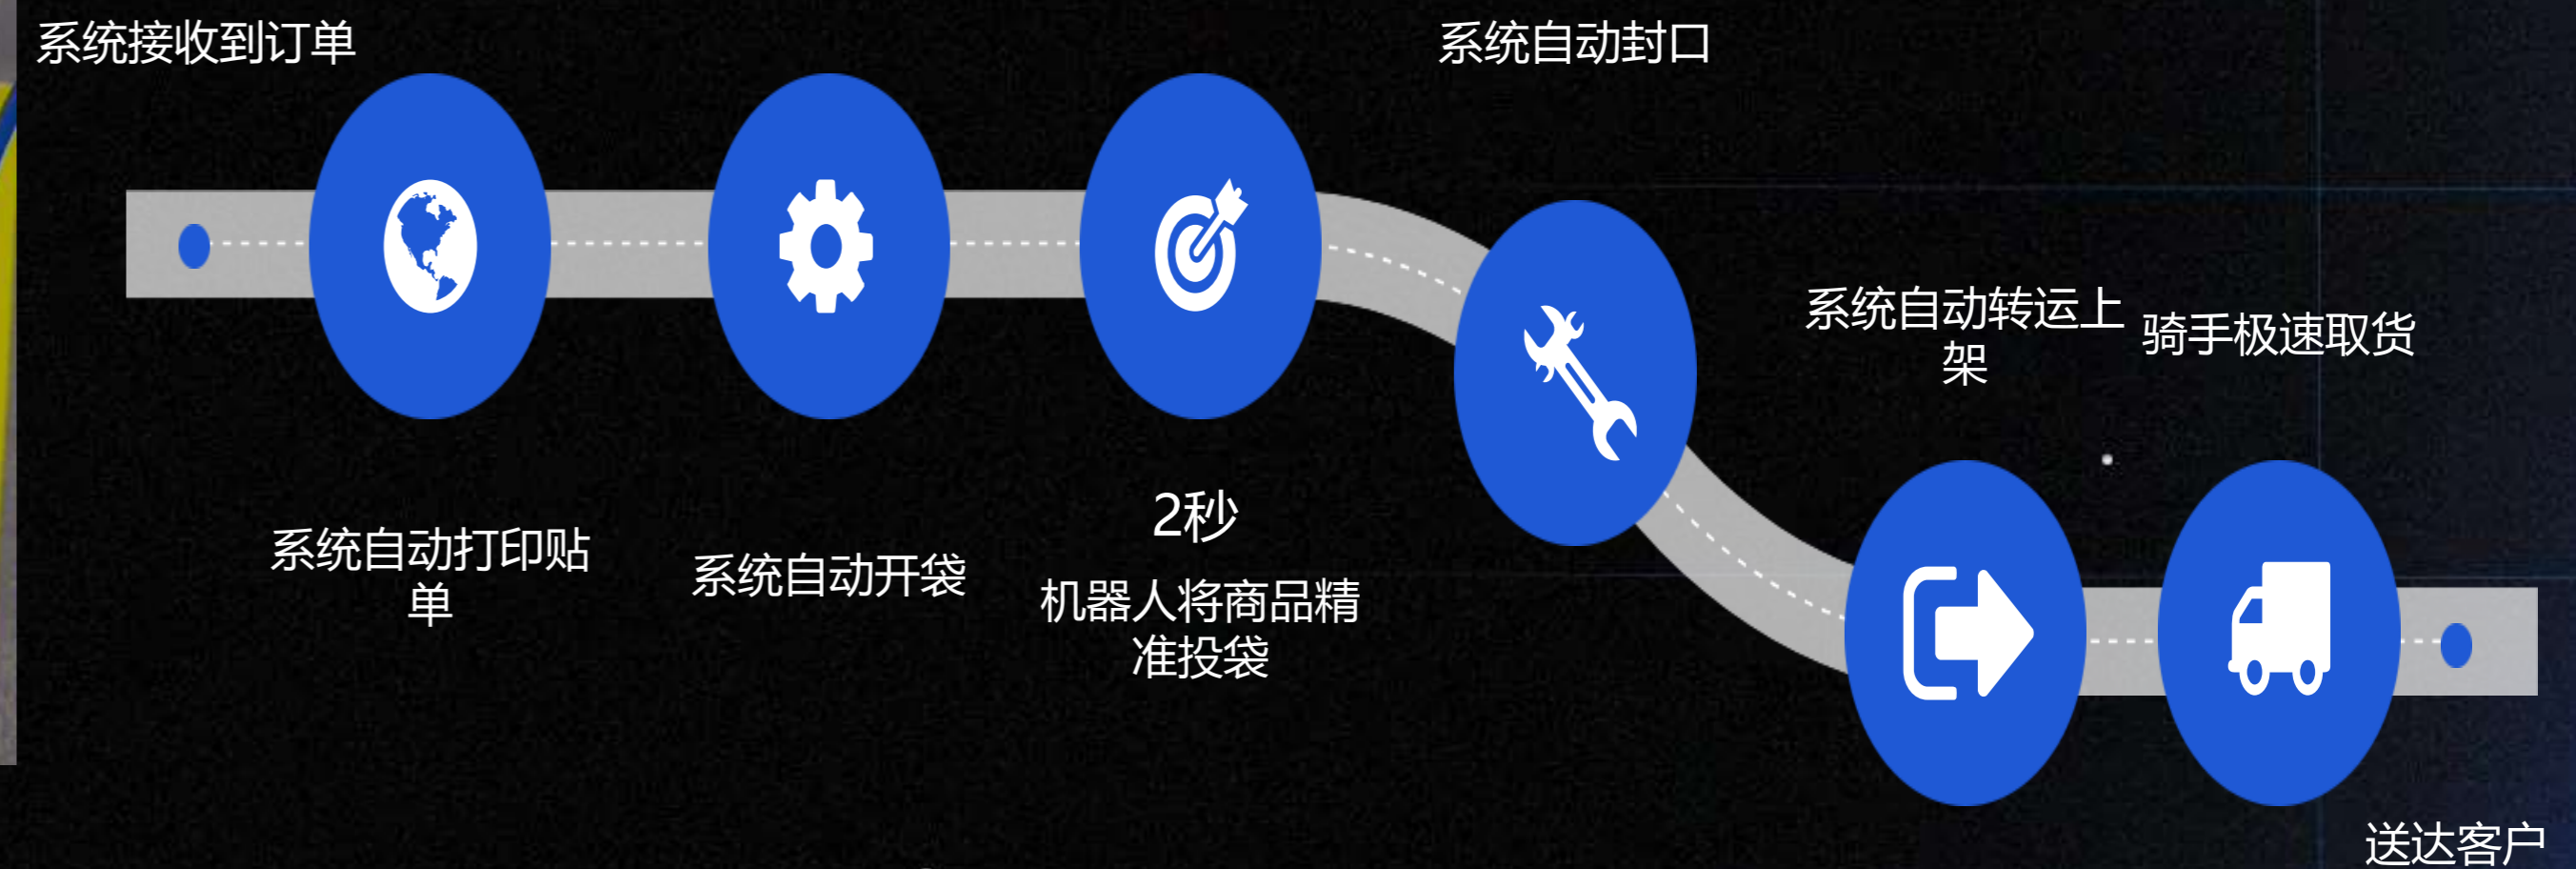 系统接收到订单
系统自动打印贴
单
系统自动开袋
2秒
机器人将商品精
准投袋
系统自动封口
系统自动转运上
架
骑手极速取货
送达客户